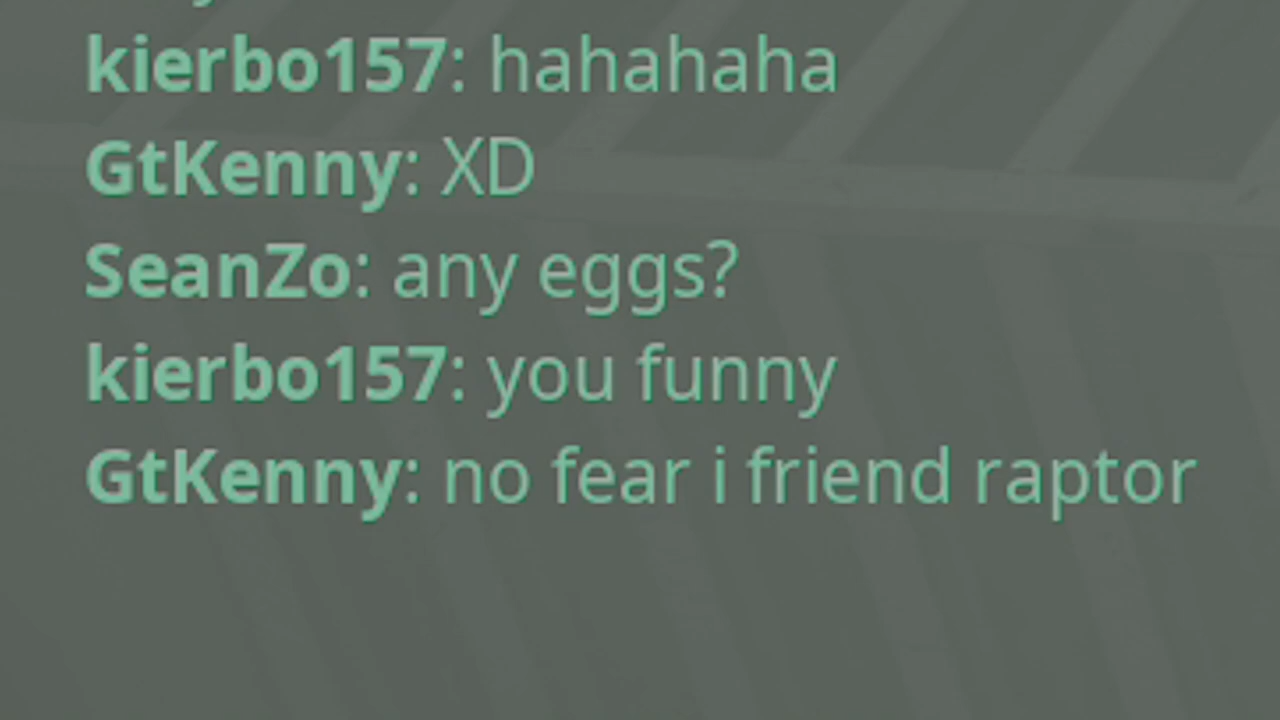 kierbo157: hahahaha
GtKenny: XD
SeanZo: any eggs?
kierbo157: you funny
GtKenny: no fear i friend raptor